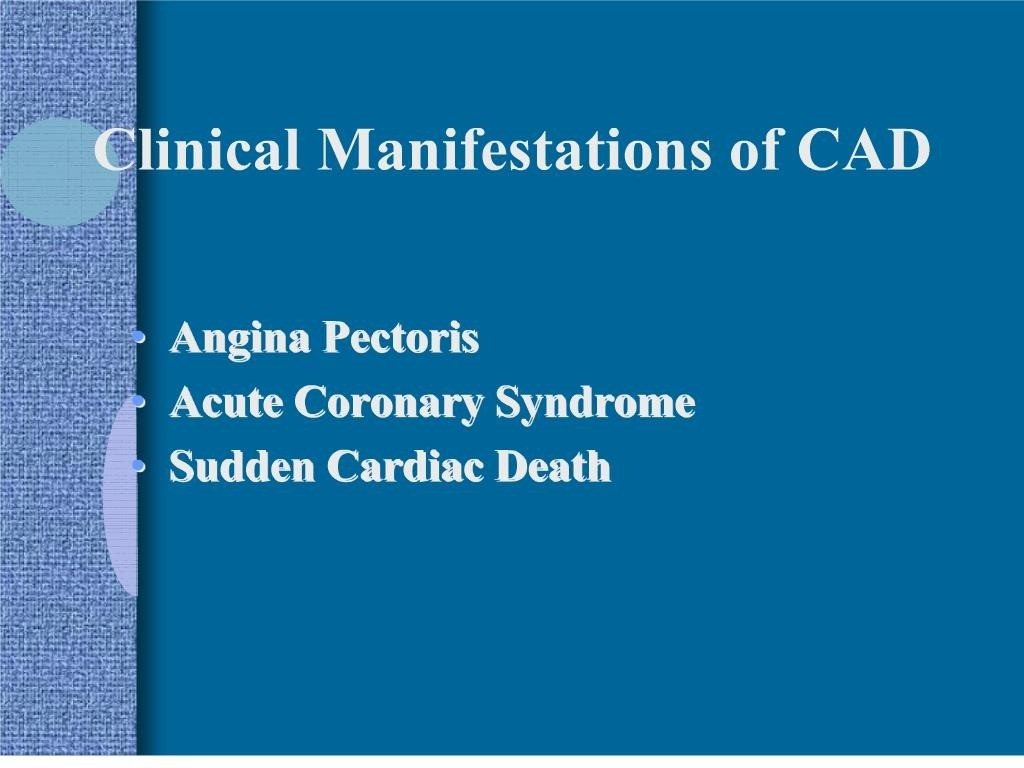 Clinical Manifestations of CAD
• Angina Pectoris
• Acute Coronary Syndrome
• Sudden Cardiac Death